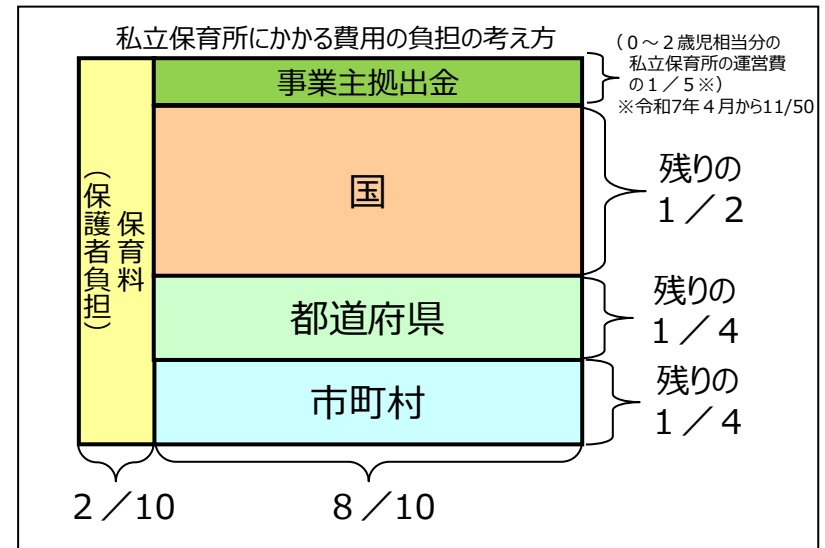 私立保育所にかかる費用の負担の考え方
（０～２歳児相当分の
私立保育所の運営費
の１／５※）
※令和7年４月から11/50
事業主拠出金
国
残りの
１／２
保育料
（保護者負担）
都道府県
残りの
１／４
市町村
残りの
１／４
２／10
８／10